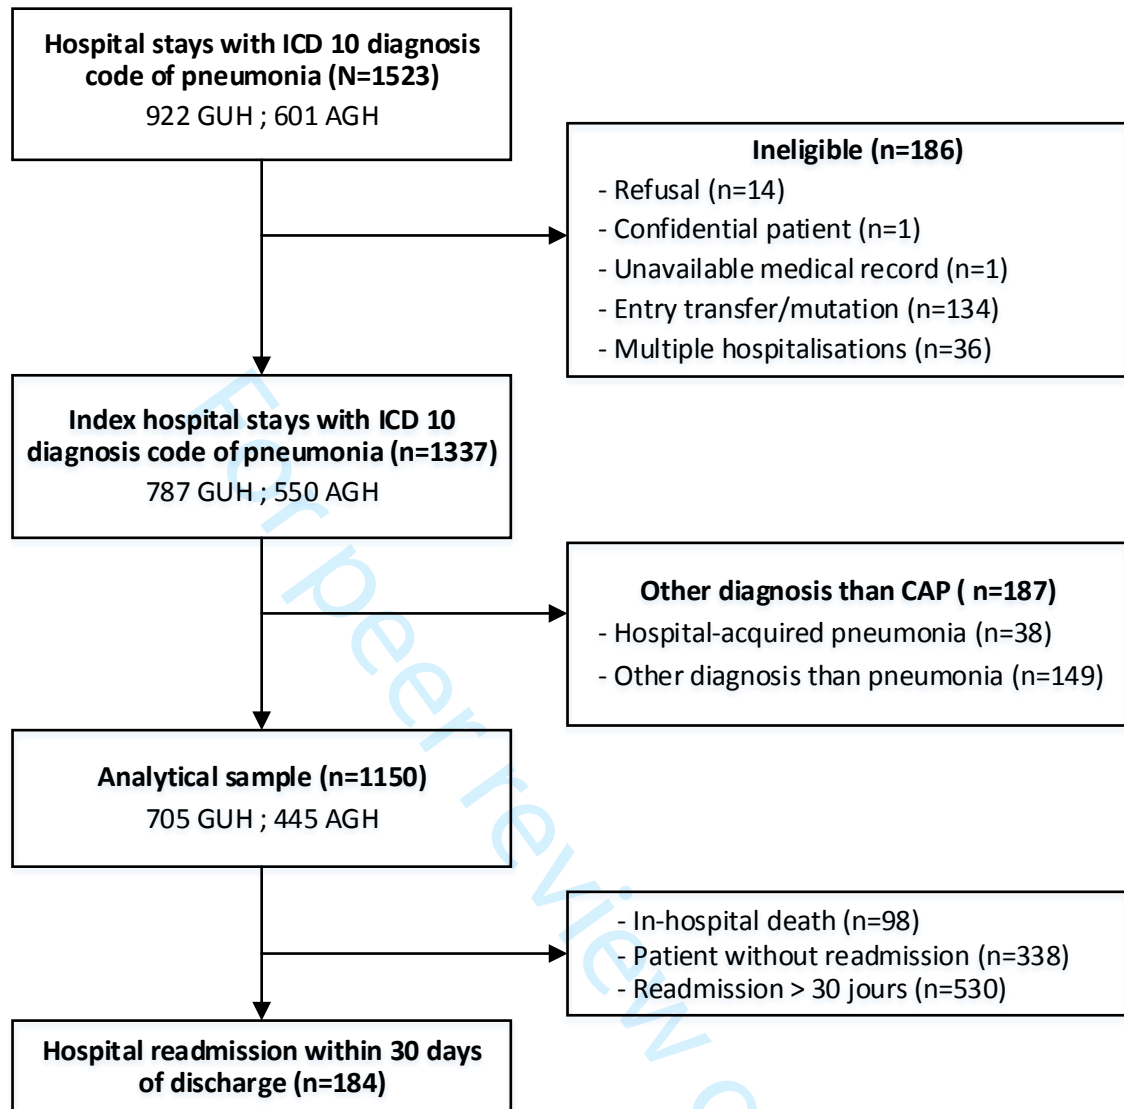 Hospital stays with ICD 10 diagnosis
code of pneumonia (N=1523)
922 GUH ; 601 AGH
Ineligible (n=186)
- Refusal (n=14)
- Confidential patient (n=1)
- Unavailable medical record (n=1)
- Entry transfer/mutation (n=134)
- Multiple hospitalisations (n=36)
Index hospital stays with ICD 10
diagnosis code of pneumonia (n=1337)
787 GUH ; 550 AGH
Other diagnosis than CAP ( n=187)
- Hospital-acquired pneumonia (n=38)
- Other diagnosis than pneumonia (n=149)
Analytical sample (n=1150)
705 GUH ; 445 AGH
- In-hospital death (n=98)
- Patient without readmission (n=338)
- Readmission > 30 jours (n=530)
Hospital readmission within 30 days
of discharge (n=184)
For peer review o